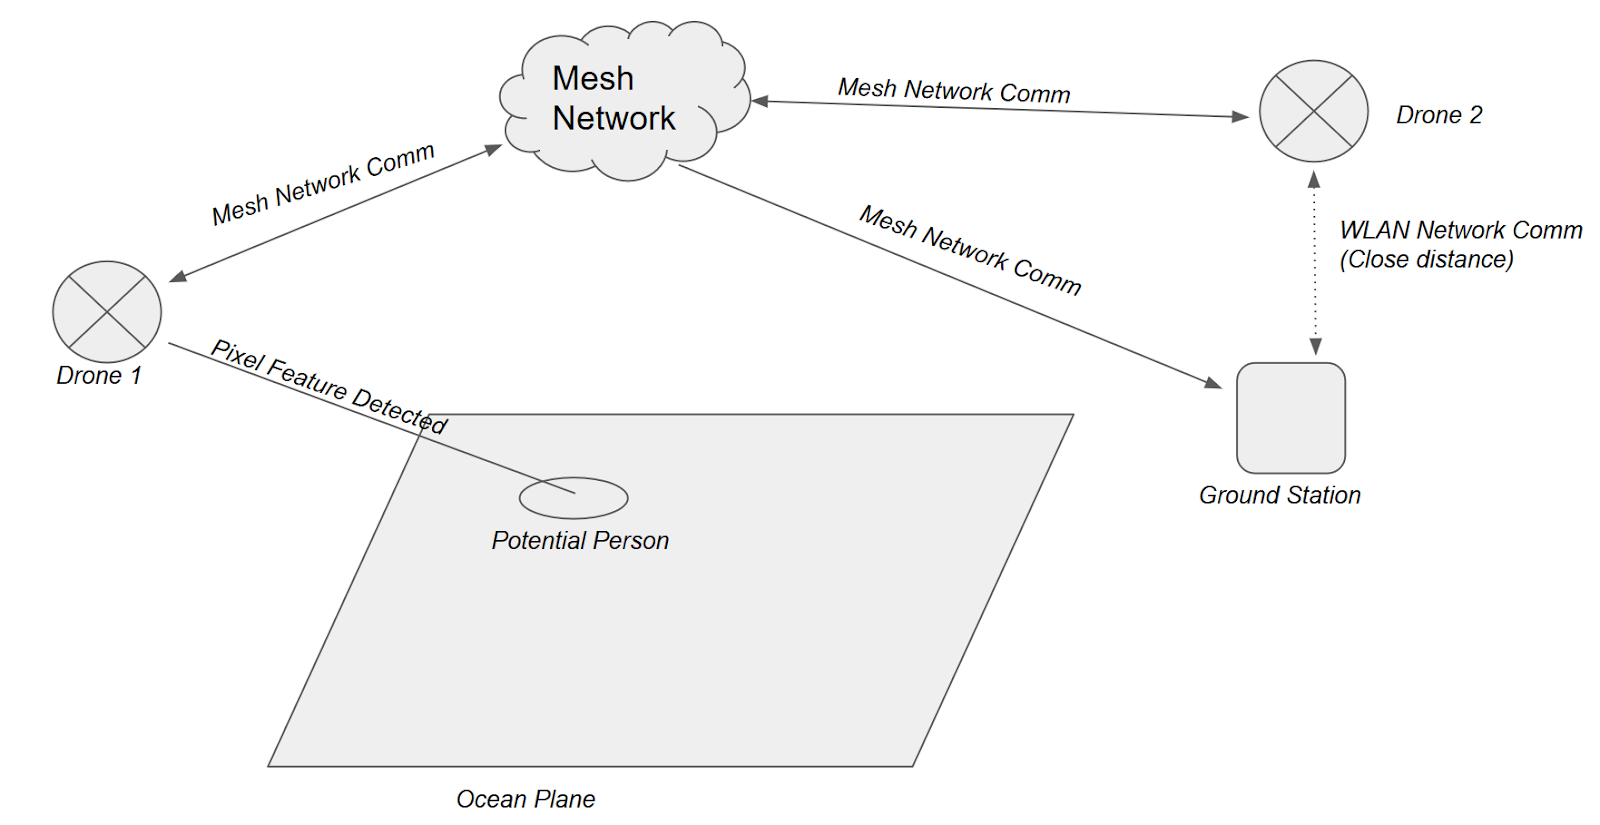 Mesh
Network
Mesh Network Comm
Drone 2
Mesh Network Comm
Mesh Network Comm
WLAN Network Comm
(Close distance)
Drone 1
Pixel Feature Detected
Ground Station
Potential Person
Ocean Plane